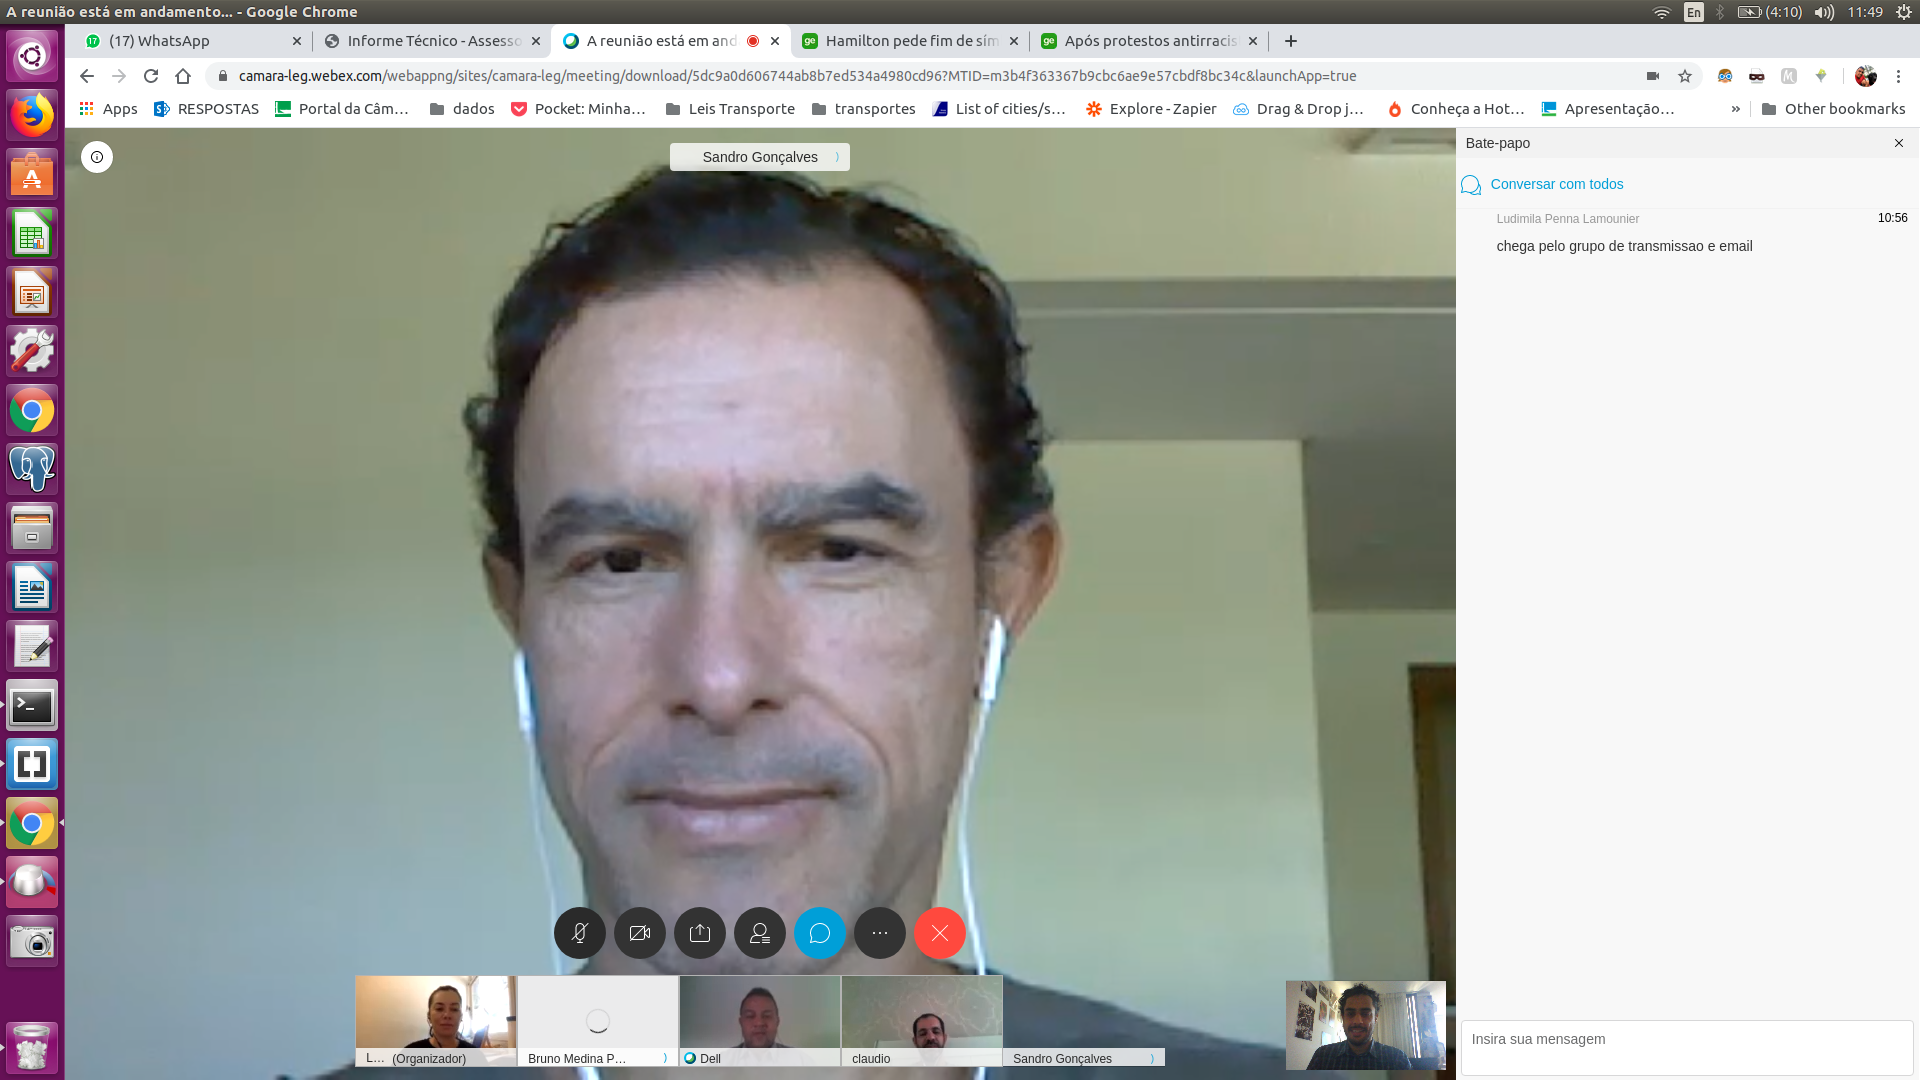 A reunião está em andamento... - Google Chrome
En
(4:10)
11:49
17
(17) WhatsApp
Informe Técnico - Assesso
A reunião está em and
ge
Hamilton pede fim de sím
ge
Após protestos antirracis
camara-leg.webex.com/webappng/sites/camara-leg/meeting/download/5dc9a0d606744ab8b7ed534a4980cd96?MTID=m3b4f363367b9cbc6ae9e57cbdf8bc34c&launchApp=true
Apps
RESPOSTAS
Portal da Câm...
dados
Pocket: Minha...
Leis Transporte
transportes
List of cities/s...
Explore - Zapier
Drag & Drop j...
Conheça a Hot...
Apresentação...
»
Other bookmarks
Sandro Gonçalves
Bate-papo
Conversar com todos
Ludimila Penna Lamounier
10:56
chega pelo grupo de transmissao e email
L... (Organizador)
Bruno Medina P...
Dell
claudio
Sandro Gonçalves
Insira sua mensagem